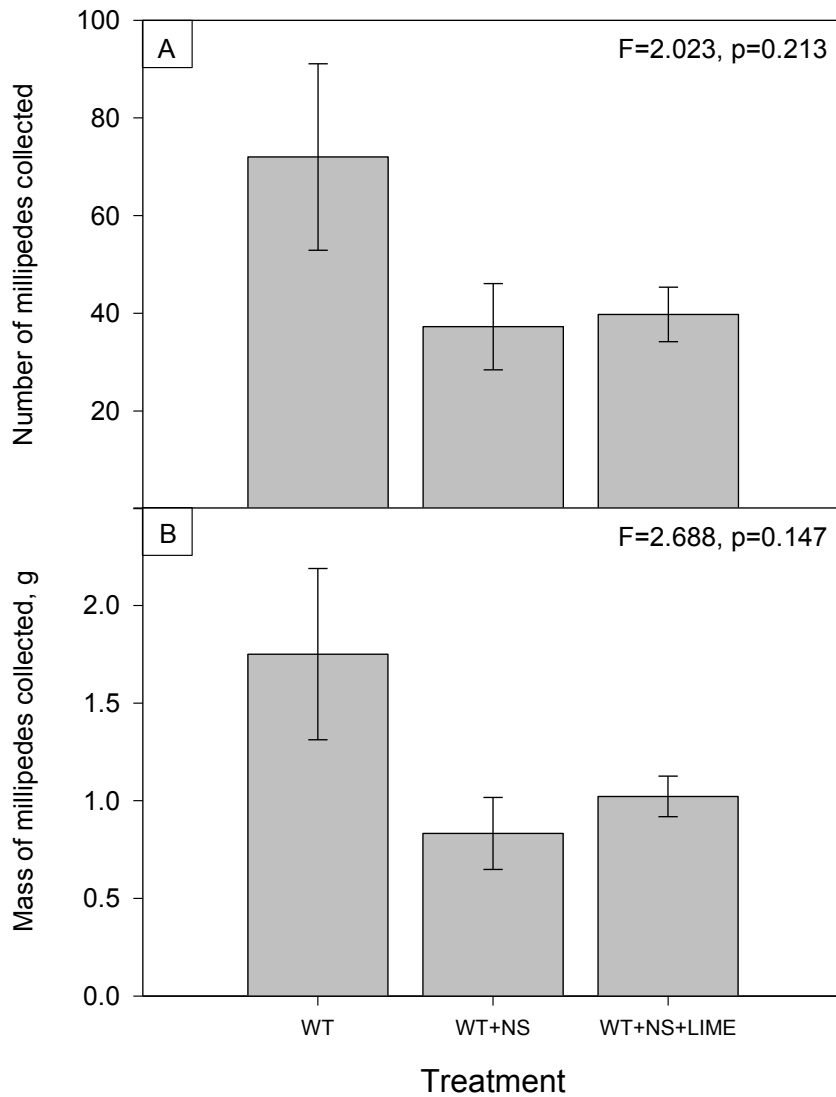 A
F=2.023, p=0.213
Number of millipedes collected
100
80
60
40
20
B
F=2.688, p=0.147
Mass of millipedes collected, g
2.0
1.5
1.0
0.5
0.0
WT
WT+NS
WT+NS+LIME
Treatment